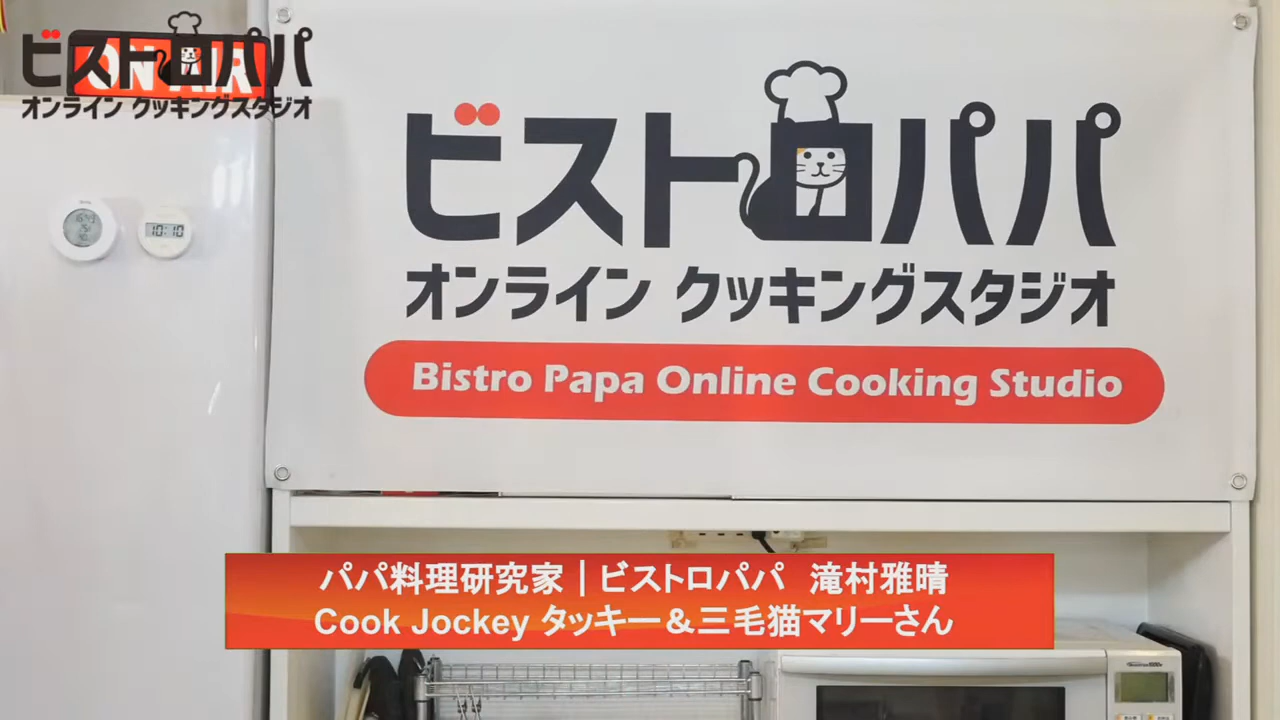 ビストロパパ
オンライン クッキングスタジオ
ON AIR
ビストロパパ
オンライン クッキングスタジオ
Bistro Papa Online Cooking Studio
10:10
パパ料理研究家｜ビストロパパ 滝村雅晴
Cook Jockey タッキー＆三毛猫マリーさん